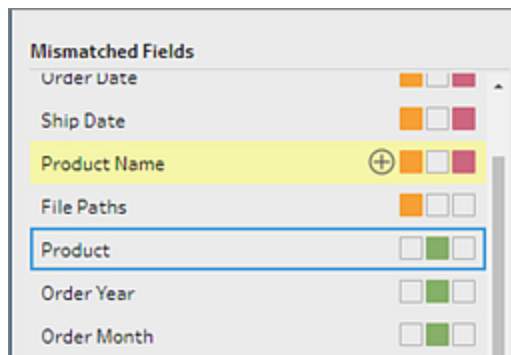 Mismatched Fields
Order Date
Ship Date
Product Name
File Paths
Product
Order Year
Order Month